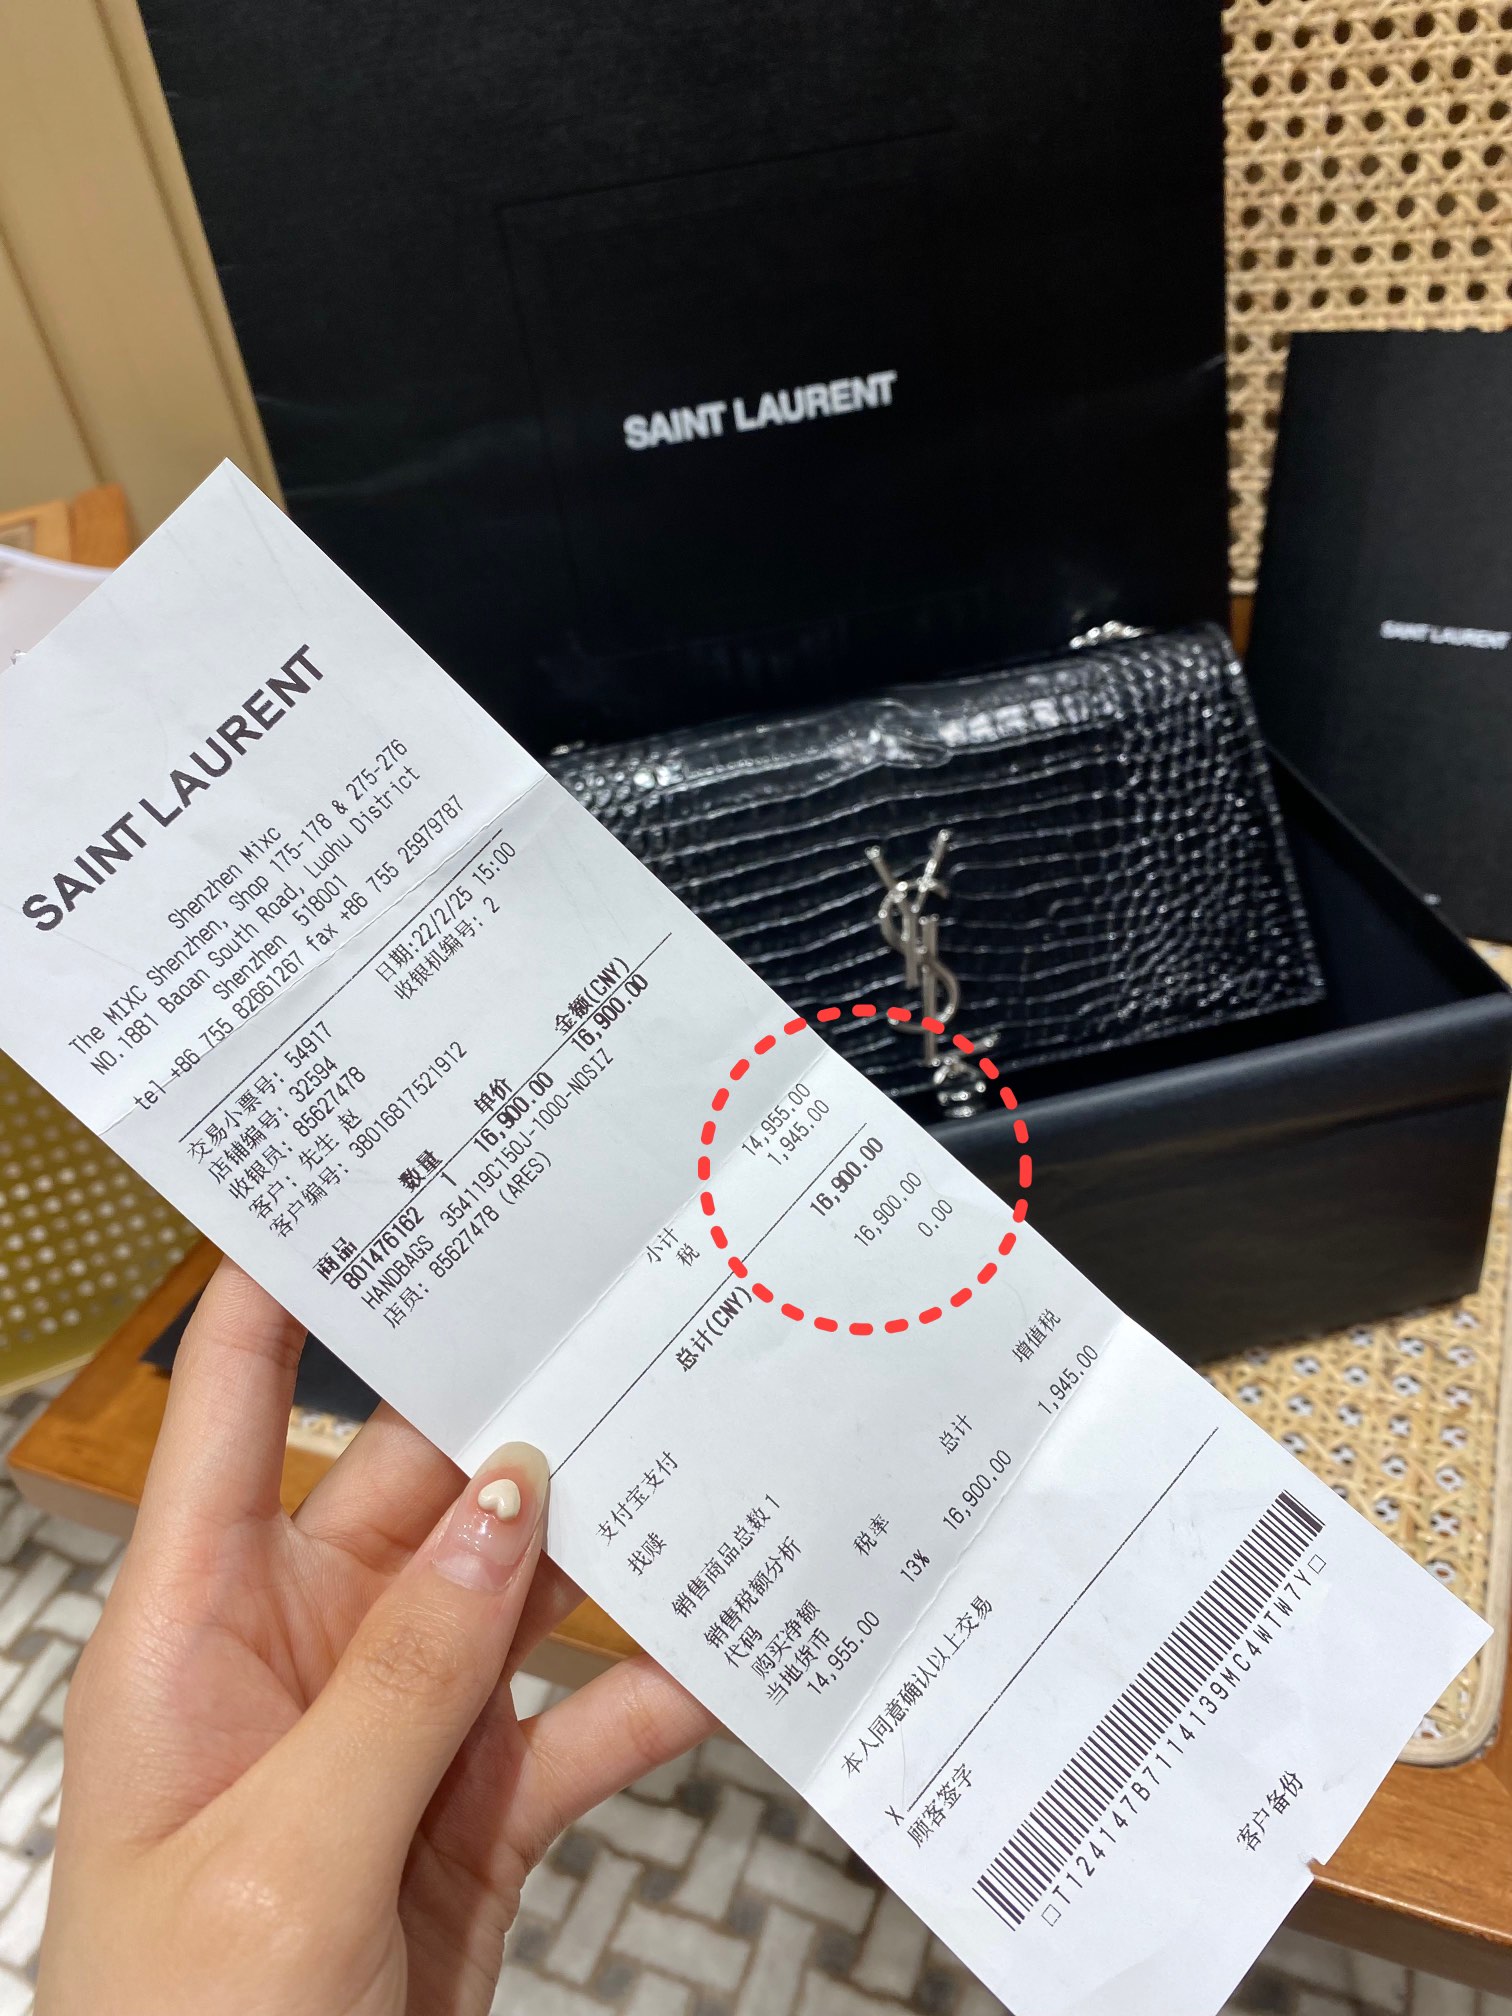 SAINT LAURENT
SAINT LAURENT
SAINT LAURENT
Shenzhen Mixc
The MIXC Shenzhen, Shop 175-178 & 275-276
NO.1881 Baoan South Road, Luohu District
Shenzhen 518001
tel +86 755 82661267 fax +86 755 25979787
交易小票号: 54917 日期:22/2/25 15:00
店铺编号: 32594 收银机编号: 2
收银员: 85627478
客户: 先生 赵
客户编号: 38016817521912
商品 数量 单价 金额(CNY)
801476162 1 16,900.00 16,900.00
HANDBAGS 354119C150J-1000-NOSIZ
店员: 85627478 (ARES)
小计 14,955.00
税 1,945.00
总计(CNY) 16,900.00
支付宝支付 16,900.00
找赎 0.00
销售商品总数 1
销售税额分析
代码 税率 总计 增值税
购买净额
当地货币
14,955.00 13% 16,900.00 1,945.00
本人同意确认以上交易
X
顾客签字
□T124147B7114139MC4WTW7Y□
客户备份